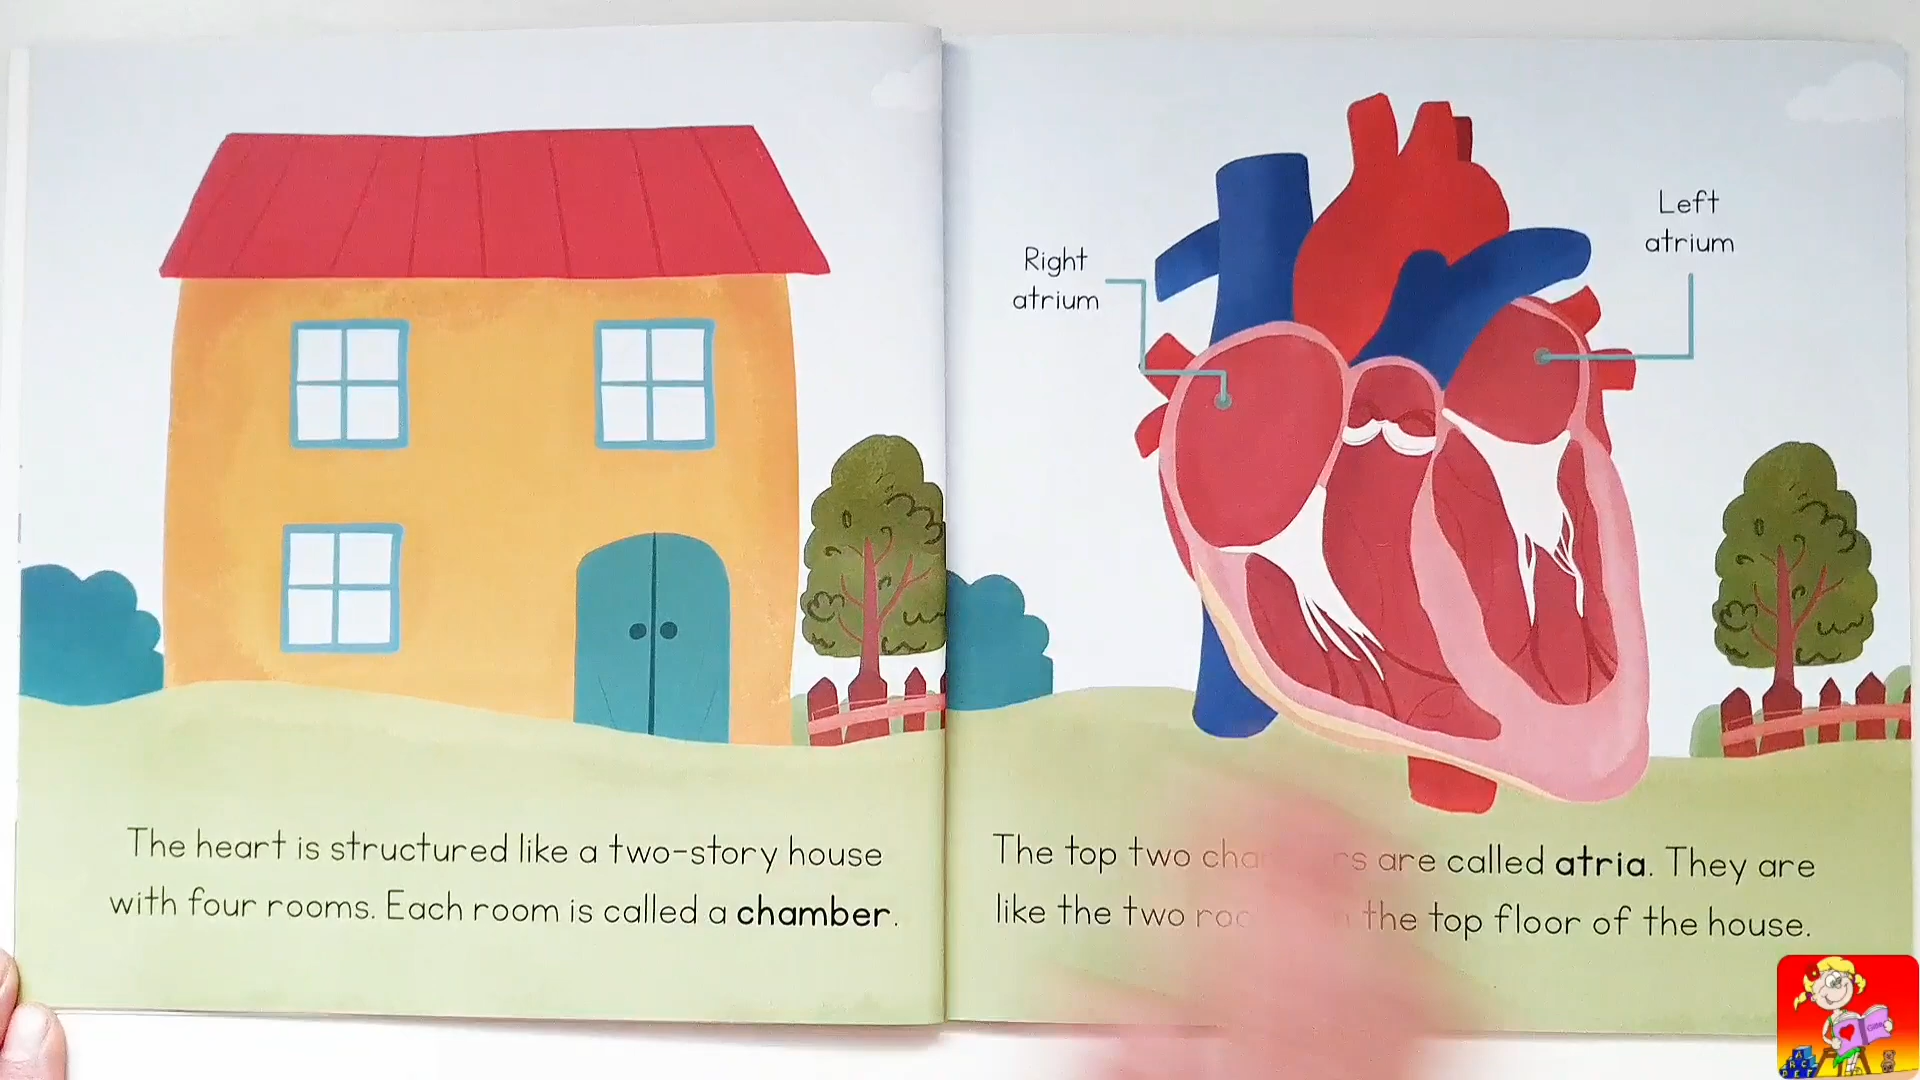 The heart is structured like a two-story house
with four rooms. Each room is called a chamber.
Right
atrium
Left
atrium
The top two are called atria. They are
like the two the top floor of the house.